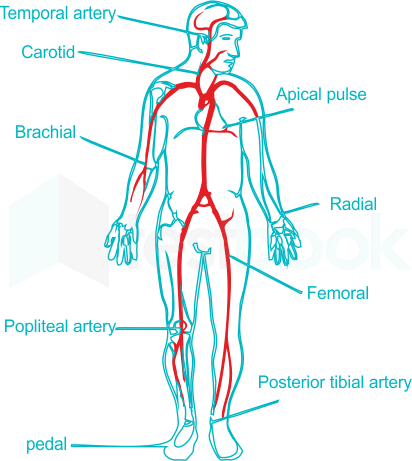 Temporal artery
Carotid
Apical pulse
Brachial
Radial
Femoral
Popliteal artery
Posterior tibial artery
pedal